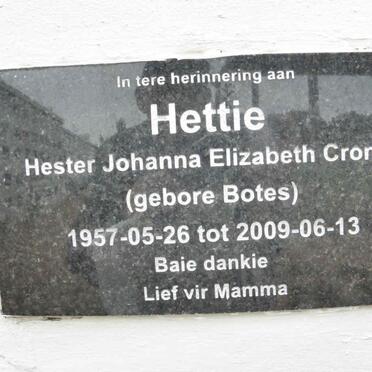 In tere herinnering aan
Hettie
Hester Johanna Elizabeth
(gebore Botes)
1957-05-26 tot 2009-06-13
Baie dankie
Lief vir Mamma